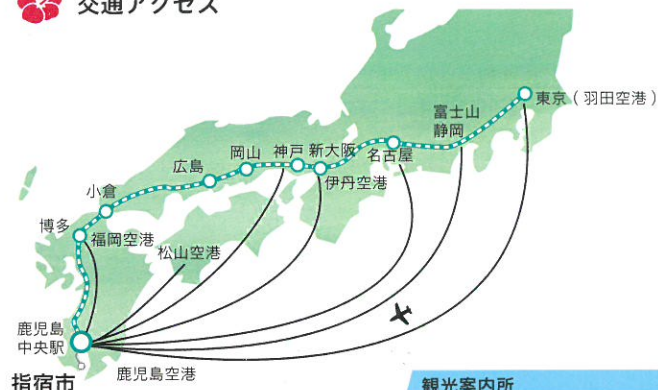 交通アクセス
東京（羽田空港）
富士山
静岡
名古屋
神戸
新大阪
伊丹空港
岡山
広島
小倉
博多
福岡空港
松山空港
鹿児島
中央駅
鹿児島空港
指宿市
観光案内所